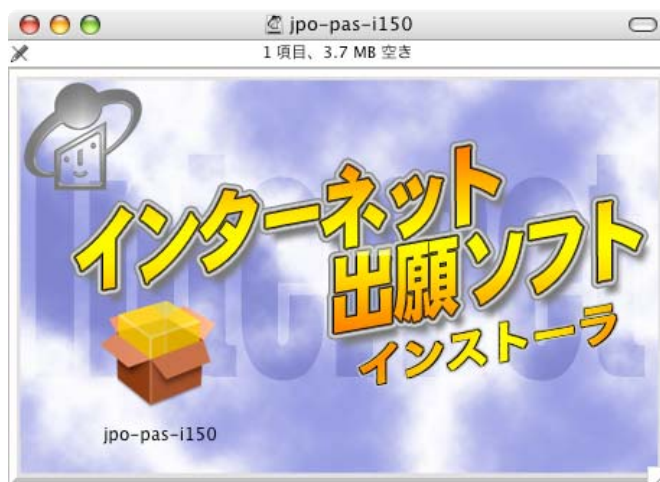 jpo-pas-i150
1 項目、3.7 MB 空き
Internet
インターネット
出願ソフト
インストーラ
jpo-pas-i150